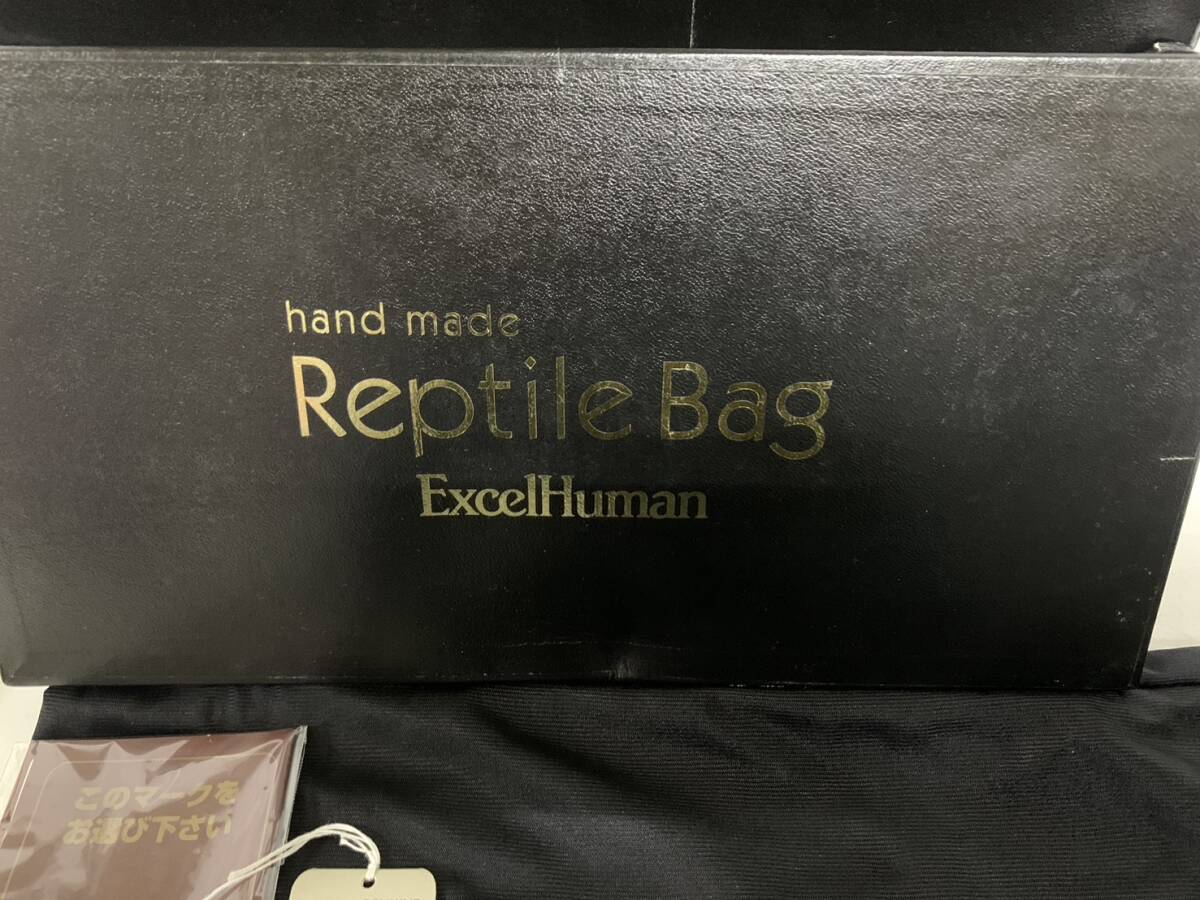 hand made
Reptile Bag
ExcelHuman
このマークを
お選び下さい